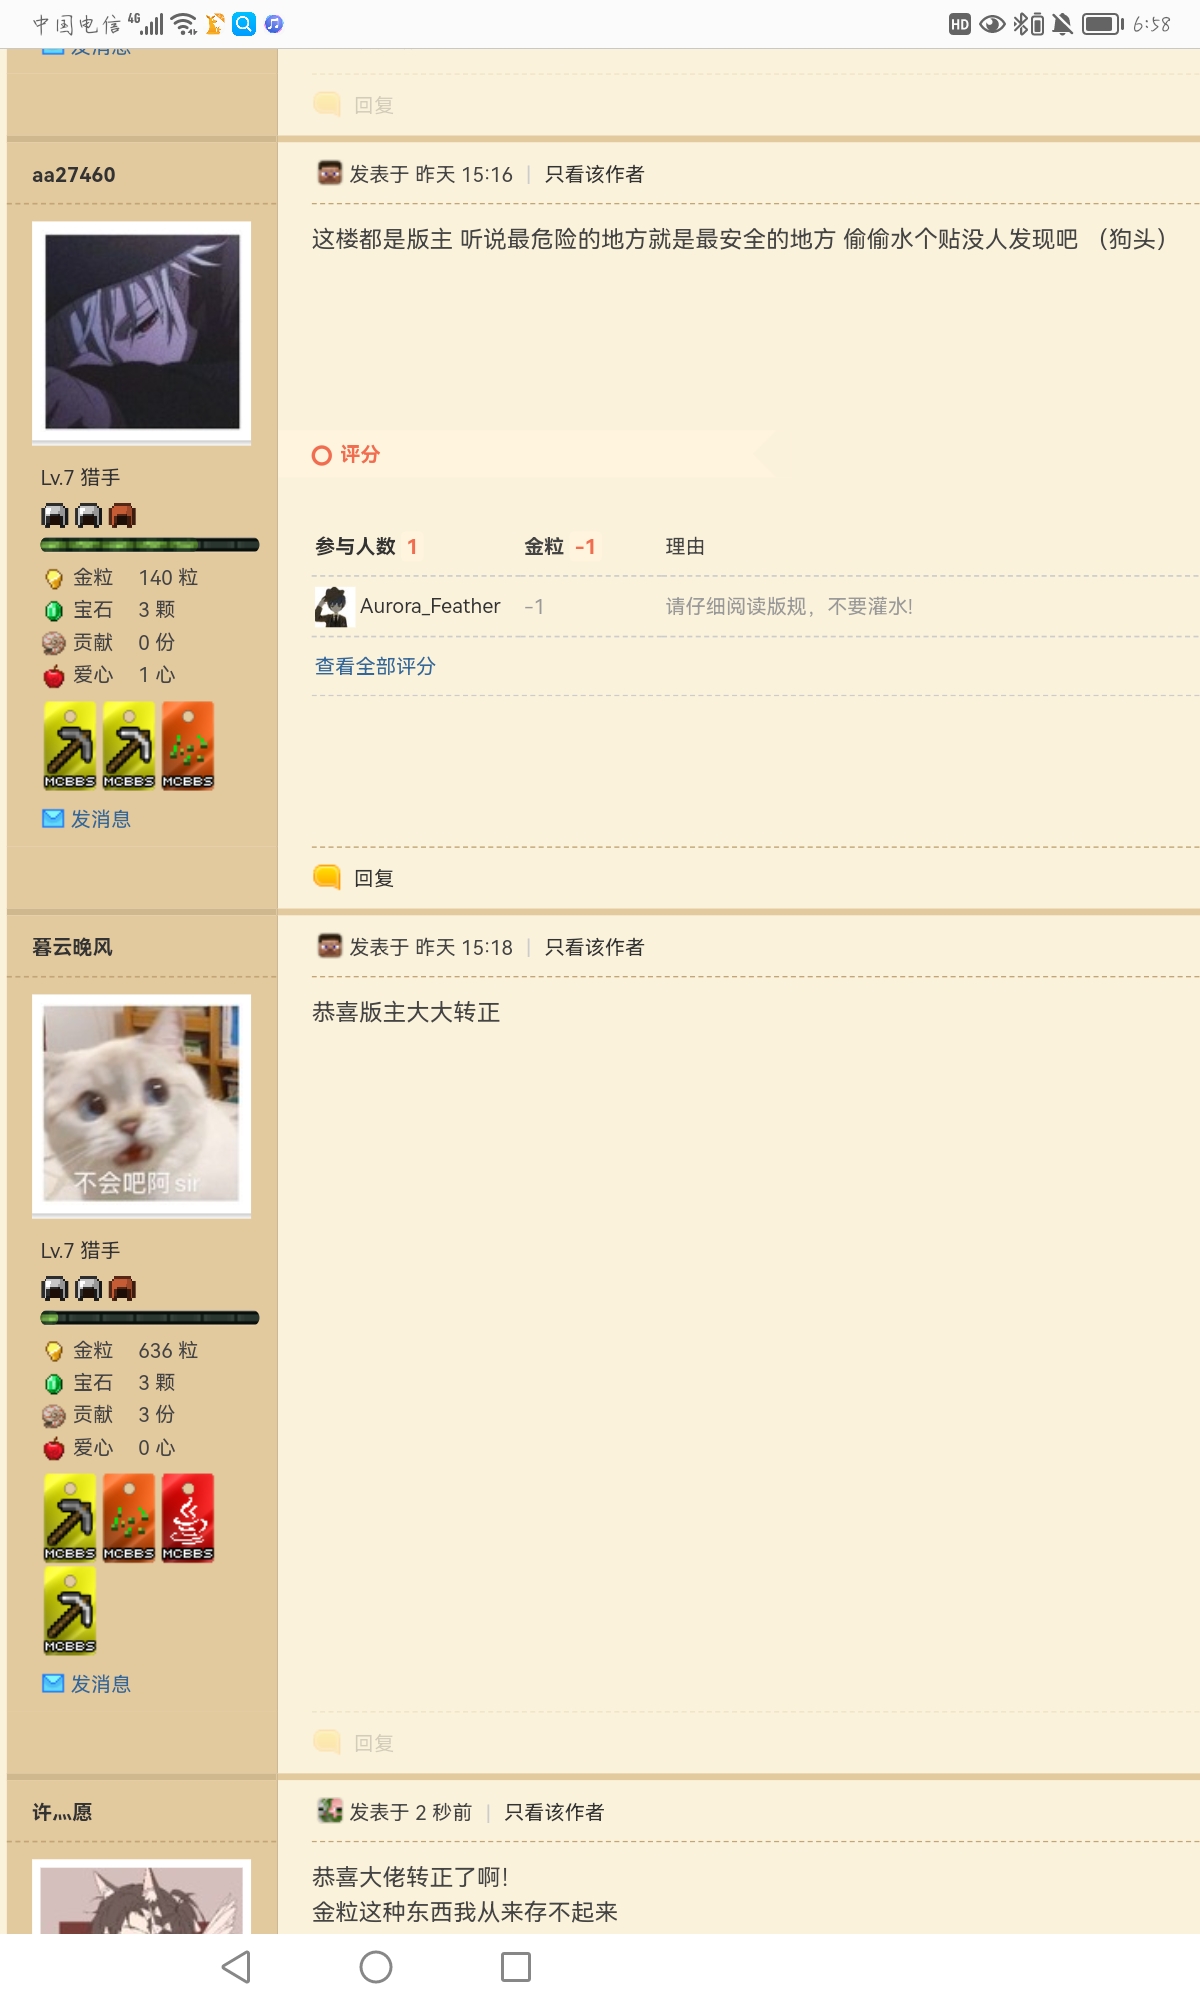 中国电信 4G HD 6:58
发消息
回复
aa27460
发表于 昨天 15:16 | 只看该作者
这楼都是版主 听说最危险的地方就是最安全的地方 偷偷水个贴没人发现吧 （狗头）
Lv.7 猎手
金粒 140 粒
宝石 3 颗
贡献 0 份
爱心 1 心
MCBBS MCBBS MCBBS
发消息
评分
参与人数 1 金粒 -1 理由
Aurora_Feather -1 请仔细阅读版规，不要灌水!
查看全部评分
回复
暮云晚风
发表于 昨天 15:18 | 只看该作者
恭喜版主大大转正
不会吧阿sir
Lv.7 猎手
金粒 636 粒
宝石 3 颗
贡献 3 份
爱心 0 心
MCBBS MCBBS MCBBS
MCBBS
发消息
回复
许灬愿
发表于 2 秒前 | 只看该作者
恭喜大佬转正了啊！
金粒这种东西我从来存不起来